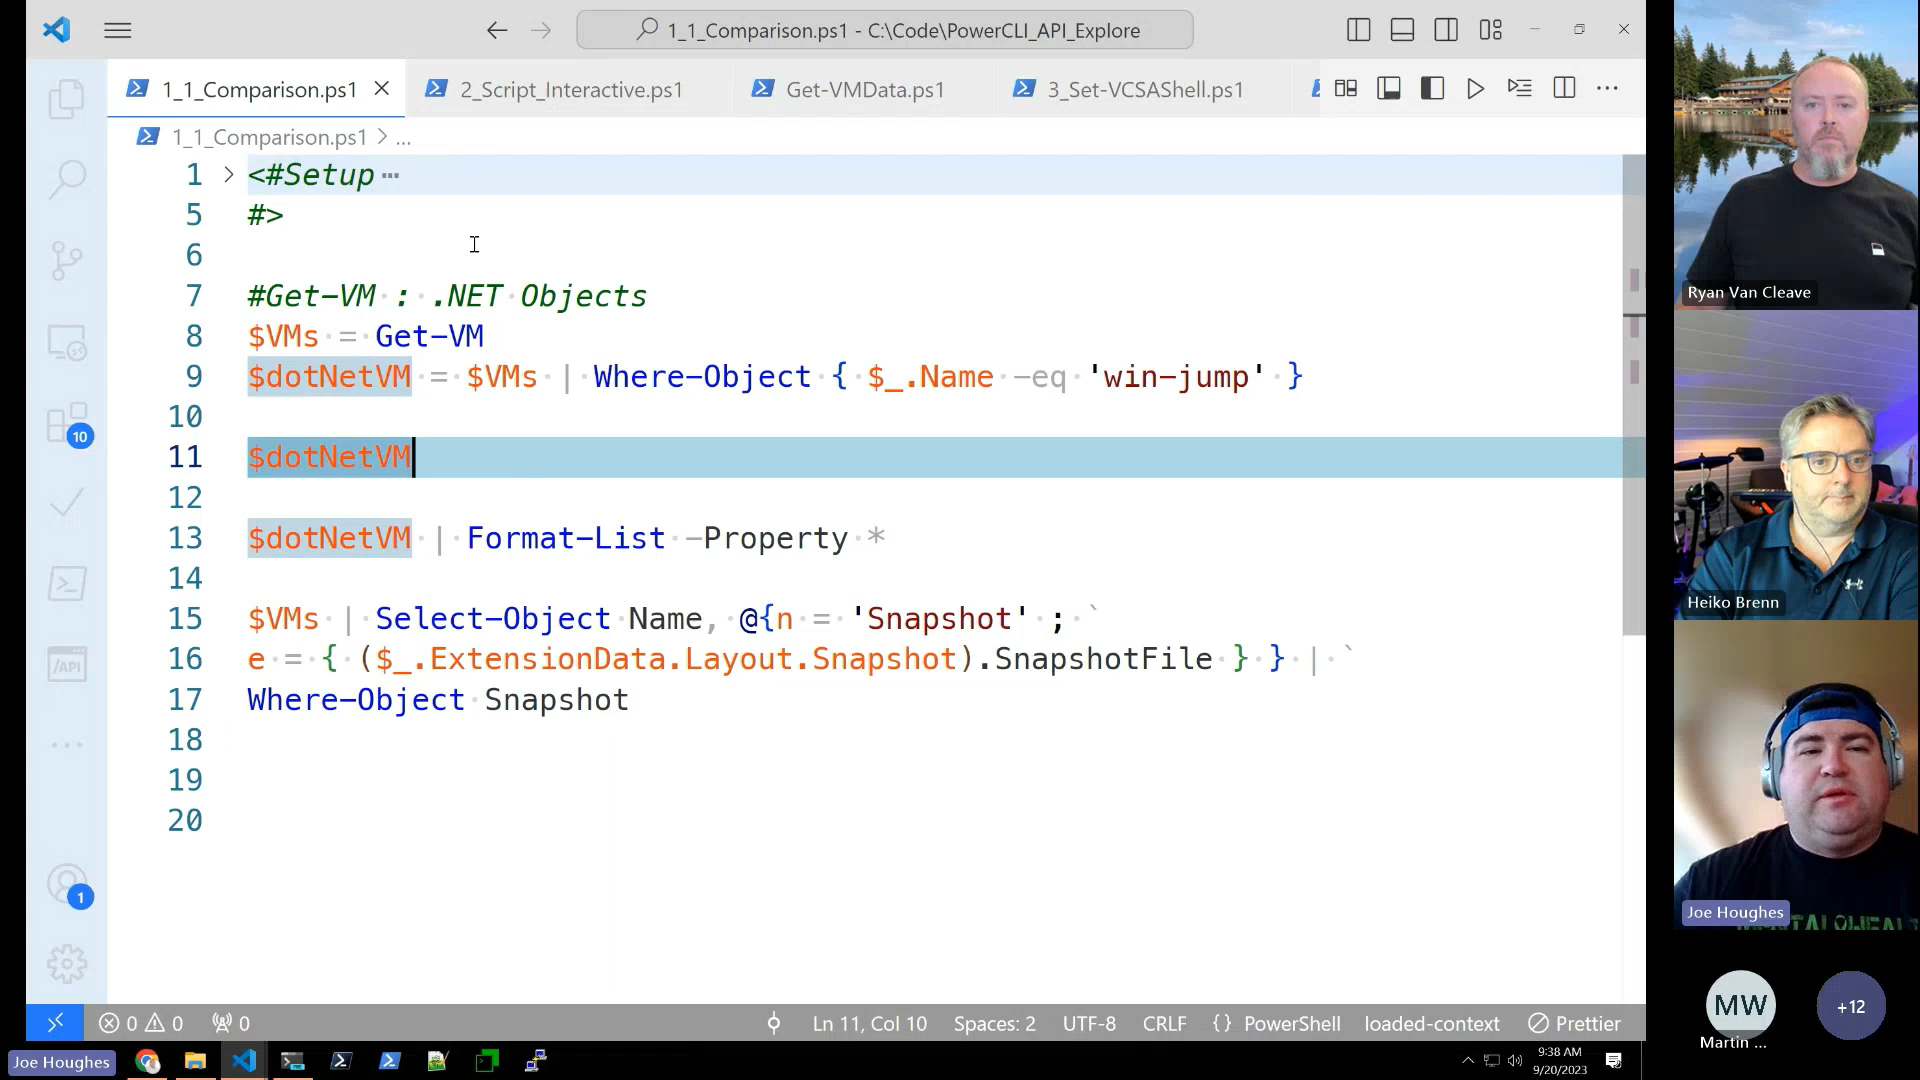 1_1_Comparison.ps1 - C:\Code\PowerCLI_API_Explore
1_1_Comparison.ps1
2_Script_Interactive.ps1
Get-VMData.ps1
3_Set-VCSAShell.ps1
1_1_Comparison.ps1 > ...
1 <#Setup ...
5 #>
6
7 #Get-VM : .NET Objects
8 $VMs = Get-VM
9 $dotNetVM = $VMs | Where-Object { $_.Name -eq 'win-jump' }
10
11 $dotNetVM
12
13 $dotNetVM | Format-List -Property *
14
15 $VMs | Select-Object Name, @{n = 'Snapshot' ; `
16 e = { ($_.ExtensionData.Layout.Snapshot).SnapshotFile } } | `
17 Where-Object Snapshot
18
19
20
10
/API
1
0 0 0 Ln 11, Col 10 Spaces: 2 UTF-8 CRLF {} PowerShell loaded-context Prettier
Joe Houghes
9:38 AM
9/20/2023
Ryan Van Cleave
Heiko Brenn
Joe Houghes
MW
Martin ...
+12